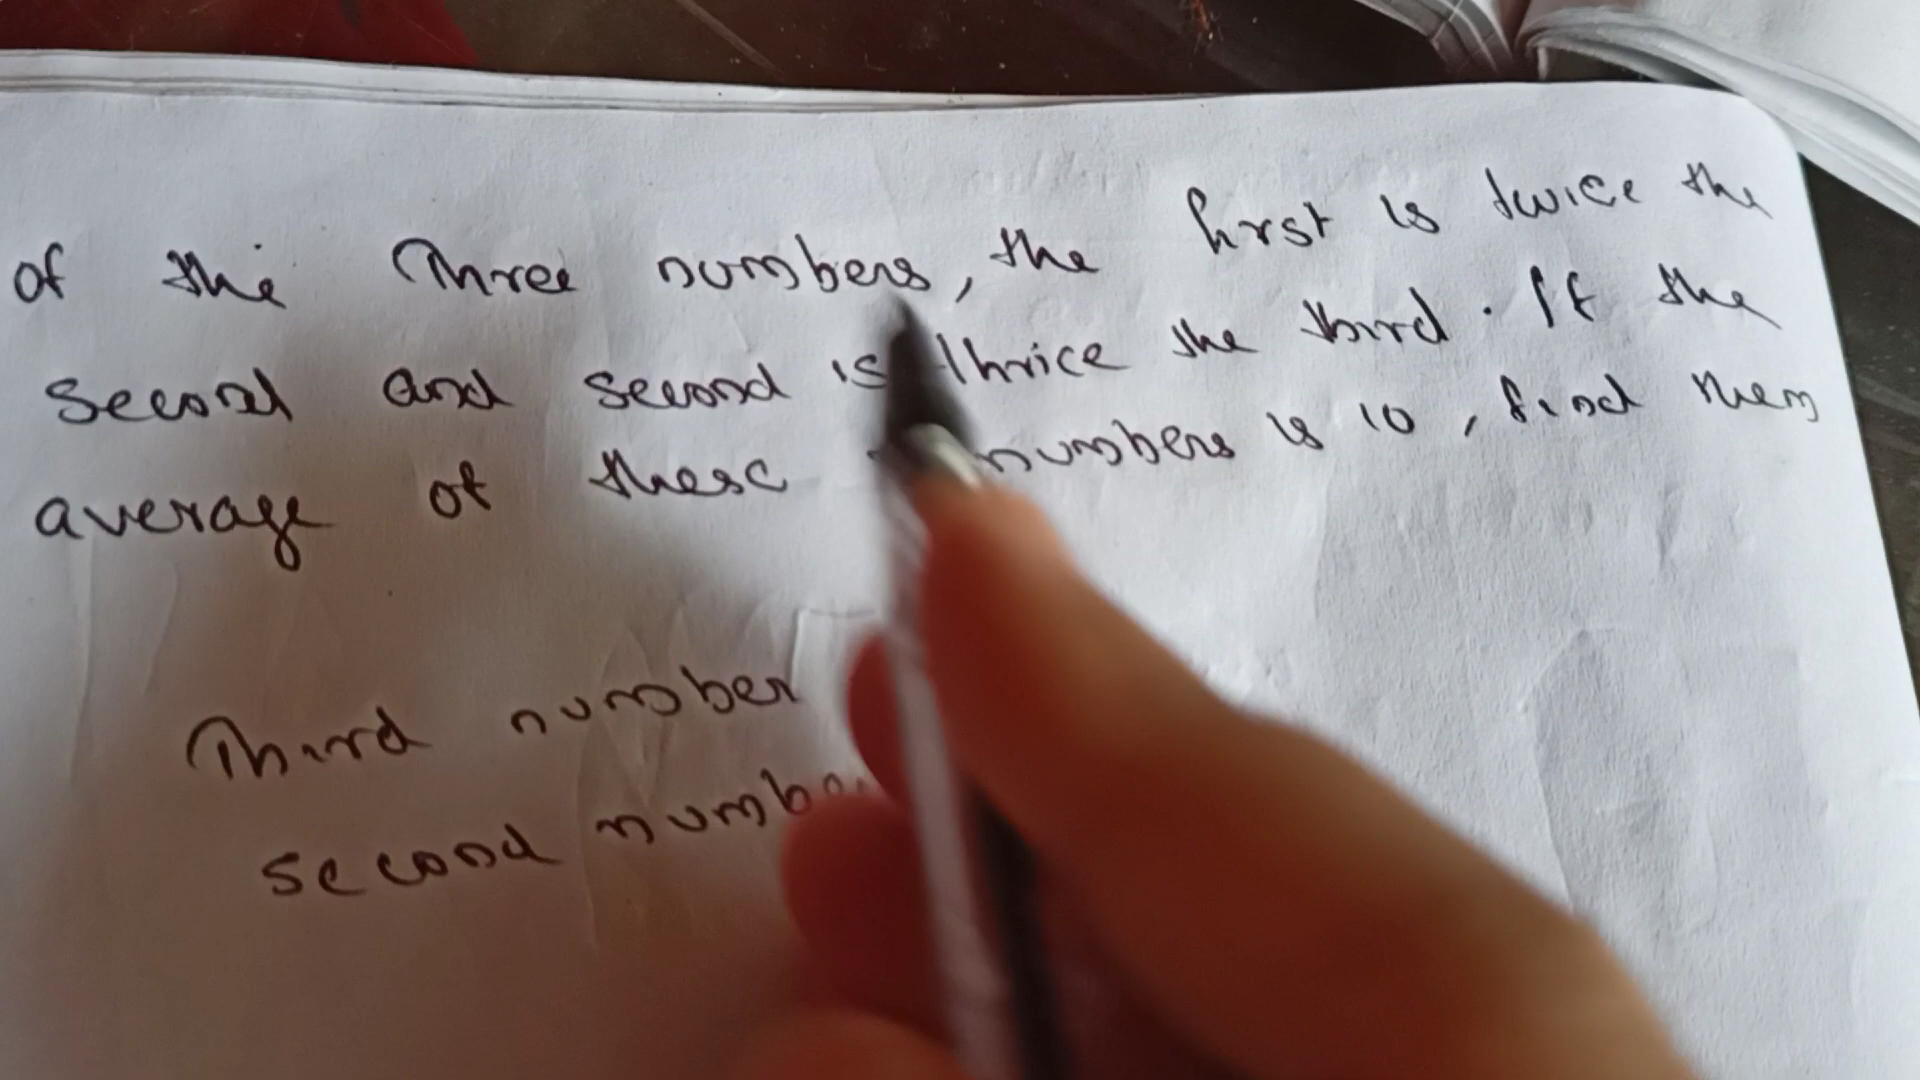 of the Three numbers, the first is twice the
second and second is thrice the third. If the
average of these numbers is 10, find them
Third number
second number